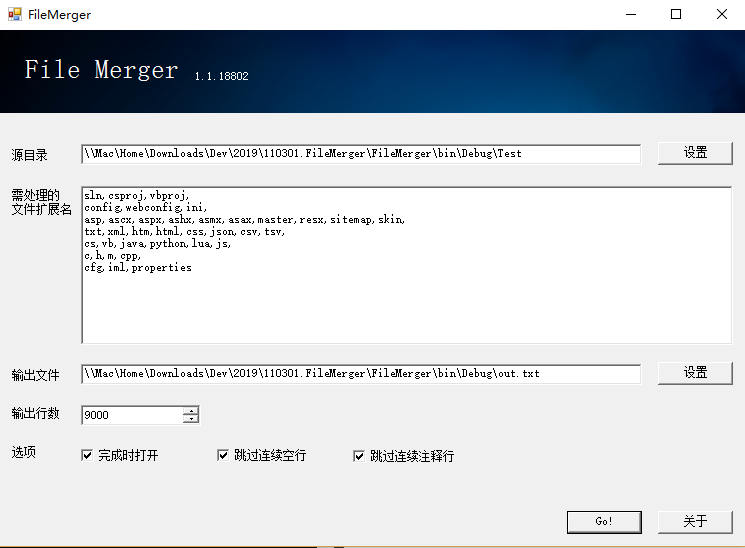 FileMerger
File Merger 1.1.18802
源目录
\\Mac\Home\Downloads\Dev\2019\110301.FileMerger\FileMerger\bin\Debug\Test
设置
需处理的
文件扩展名
sln,csproj,vbproj,
config,webconfig,ini,
asp,ascx,aspx,ashx,asmx,asax,master,resx,sitemap,skin,
txt,xml,htm,html,css,json,csv,tsv,
cs,vb,java,python,lua,js,
c,h,m,cpp,
cfg,iml,properties
输出文件
\\Mac\Home\Downloads\Dev\2019\110301.FileMerger\FileMerger\bin\Debug\out.txt
设置
输出行数
9000
选项
完成时打开
跳过连续空行
跳过连续注释行
Go!
关于